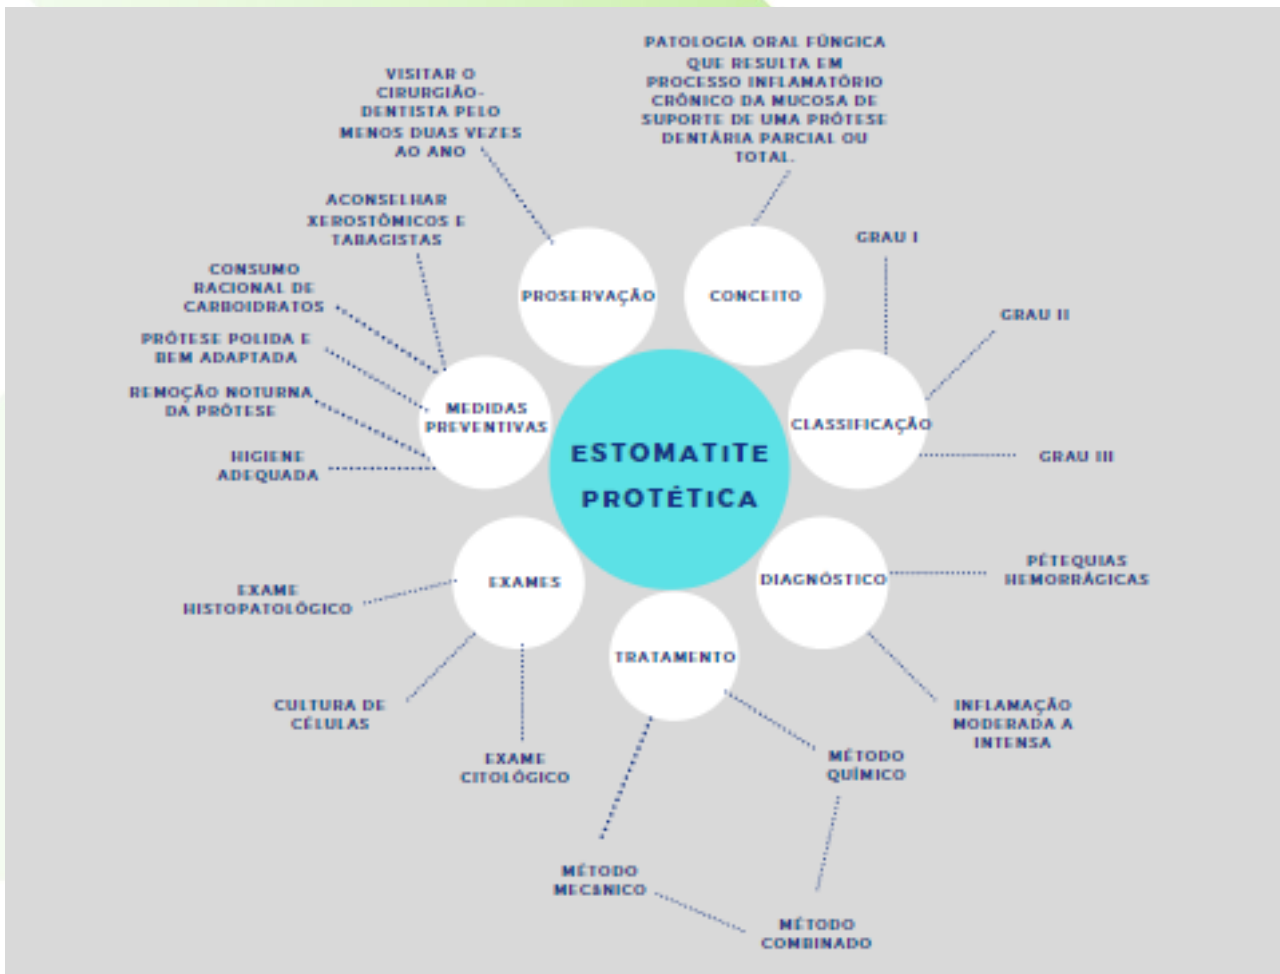 PATOLOGIA ORAL FÚNGICA
QUE RESULTA EM
PROCESSO INFLAMATÓRIO
CRÔNICO DA MUCOSA DE
SUPORTE DE UMA PRÓTESE
DENTÁRIA PARCIAL OU
TOTAL.
VISITAR O
CIRURGIÃO-
DENTISTA PELO
MENOS DUAS VEZES
AO ANO
ACONSELHAR
XEROSTÔMICOS E
TABAGISTAS
CONSUMO
RACIONAL DE
CARBOIDRATOS
PRÓTESE POLIDA E
BEM ADAPTADA
REMOÇÃO NOTURNA
DA PRÓTESE
HIGIENE
ADEQUADA
PROSERVAÇÃO
CONCEITO
GRAU I
GRAU II
GRAU III
MEDIDAS
PREVENTIVAS
CLASSIFICAÇÃO
ESTOMATITE
PROTÉTICA
EXAMES
DIAGNÓSTICO
TRATAMENTO
PÉTEQUIAS
HEMORRÁGICAS
INFLAMAÇÃO
MODERADA A
INTENSA
EXAME
HISTOPATOLÓGICO
CULTURA DE
CÉLULAS
EXAME
CITOLÓGICO
MÉTODO
QUÍMICO
MÉTODO
MECÂNICO
MÉTODO
COMBINADO